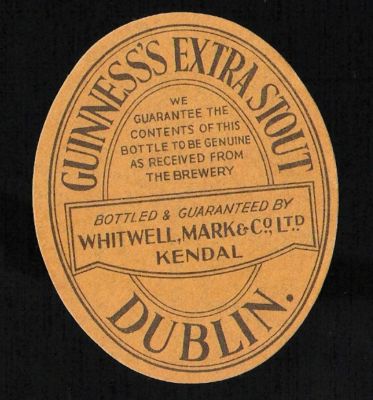 GUINNESS'S EXTRA STOUT
WE
GUARANTEE THE
CONTENTS OF THIS
BOTTLE TO BE GENUINE
AS RECEIVED FROM
THE BREWERY
BOTTLED & GUARANTEED BY
WHITWELL, MARK & CO. LTD.
KENDAL
DUBLIN.